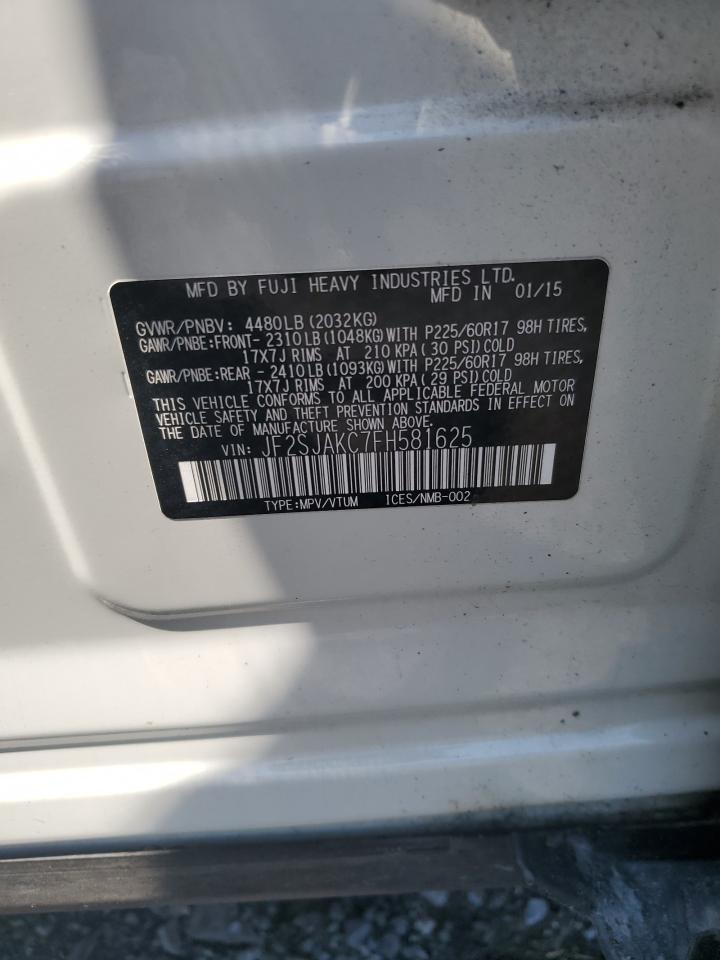 MFD BY FUJI HEAVY INDUSTRIES LTD.
MFD IN 01/15
GVWR/PNBV: 4480LB(2032KG)
GAWR/PNBE:FRONT- 2310LB(1048KG)WITH P225/60R17 98H TIRES,
17X7J RIMS AT 210 KPA(30 PSI)COLD
GAWR/PNBE:REAR - 2410LB(1093KG)WITH P225/60R17 98H TIRES,
17X7J RIMS AT 200 KPA(29 PSI)COLD
THIS VEHICLE CONFORMS TO ALL APPLICABLE FEDERAL MOTOR
VEHICLE SAFETY AND THEFT PREVENTION STANDARDS IN EFFECT ON
THE DATE OF MANUFACTURE SHOWN ABOVE.
VIN: JF2SJAKC7FH581625
TYPE:MPV/VTUM ICES/NMB-002